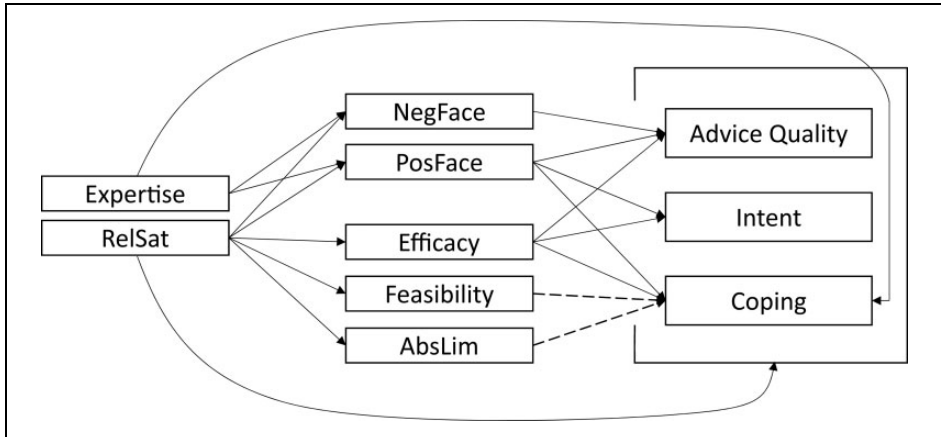 Expertise
RelSat
NegFace
PosFace
Efficacy
Feasibility
AbsLim
Advice Quality
Intent
Coping